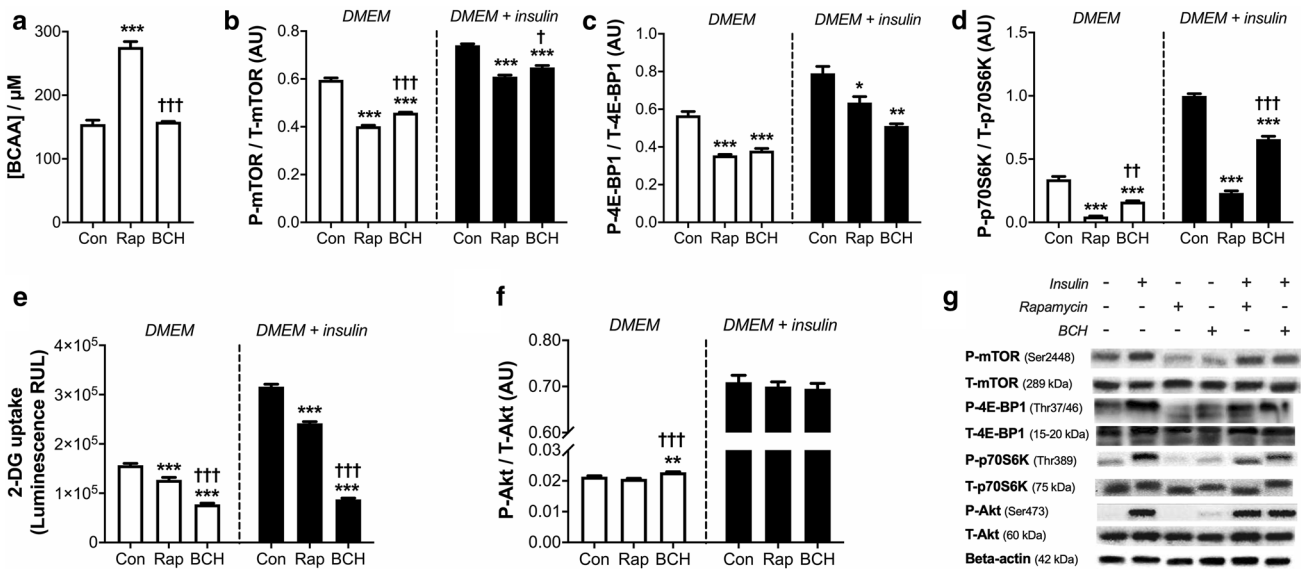 a
[BCAA] / µM
300
200
100
0
***
†††
Con Rap BCH
b
DMEM
DMEM + insulin
P-mTOR / T-mTOR (AU)
0.8
0.6
0.4
0.2
0.0
***
†††
***
***
†
***
Con Rap BCH
Con Rap BCH
c
DMEM
DMEM + insulin
P-4E-BP1 / T-4E-BP1 (AU)
1.0
0.8
0.6
0.4
0.2
0.0
***
***
*
**
Con Rap BCH
Con Rap BCH
d
DMEM
DMEM + insulin
P-p70S6K / T-p70S6K (AU)
1.5
1.0
0.5
0.0
***
††
***
***
†††
***
Con Rap BCH
Con Rap BCH
e
DMEM
DMEM + insulin
2-DG uptake
(Luminescence RUL)
4×10⁵
3×10⁵
2×10⁵
1×10⁵
0
***
†††
***
***
†††
***
Con Rap BCH
Con Rap BCH
f
DMEM
DMEM + insulin
P-Akt / T-Akt (AU)
0.80
0.70
0.60
0.03
0.02
0.01
0.00
†††
**
Con Rap BCH
Con Rap BCH
g
Insulin - + - - + +
Rapamycin - - + - + -
BCH - - - + - +
P-mTOR (Ser2448)
T-mTOR (289 kDa)
P-4E-BP1 (Thr37/46)
T-4E-BP1 (15-20 kDa)
P-p70S6K (Thr389)
T-p70S6K (75 kDa)
P-Akt (Ser473)
T-Akt (60 kDa)
Beta-actin (42 kDa)